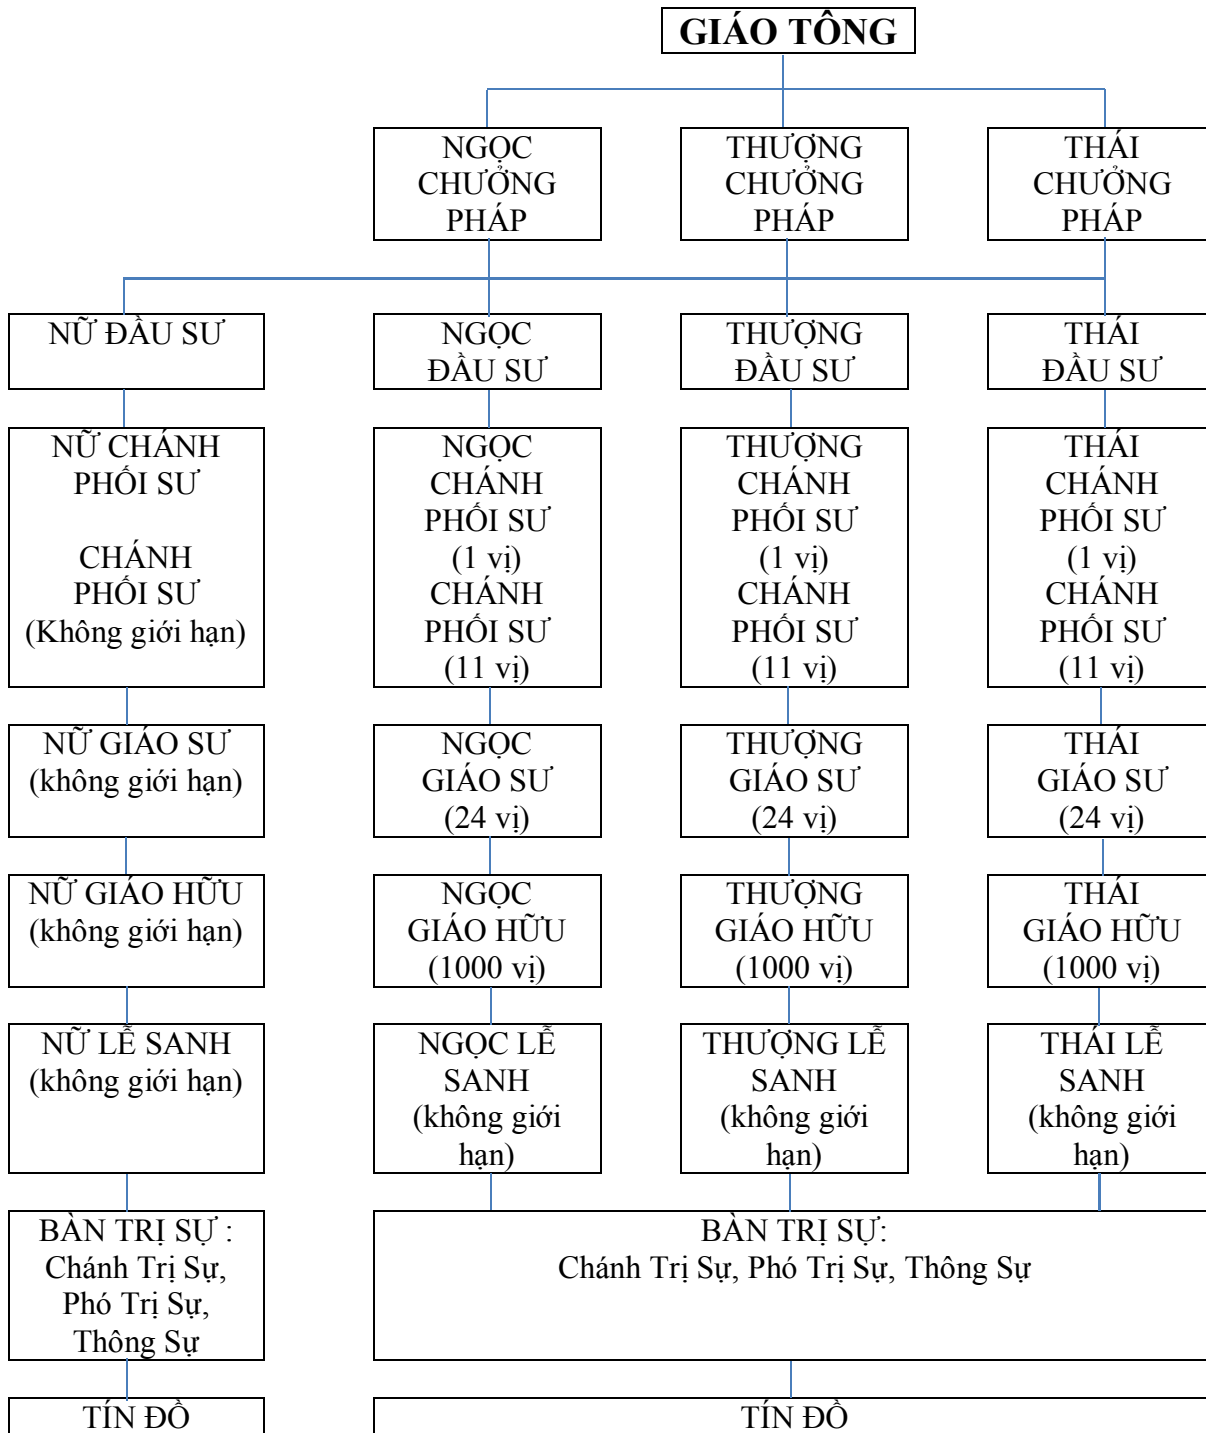 GIÁO TÔNG
NGỌC
CHƯỞNG
PHÁP
THƯỢNG
CHƯỞNG
PHÁP
THÁI
CHƯỞNG
PHÁP
NỮ ĐẦU SƯ
NGỌC
ĐẦU SƯ
THƯỢNG
ĐẦU SƯ
THÁI
ĐẦU SƯ
NỮ CHÁNH
PHỐI SƯ
CHÁNH
PHỐI SƯ
(Không giới hạn)
NGỌC
CHÁNH
PHỐI SƯ
(1 vị)
CHÁNH
PHỐI SƯ
(11 vị)
THƯỢNG
CHÁNH
PHỐI SƯ
(1 vị)
CHÁNH
PHỐI SƯ
(11 vị)
THÁI
CHÁNH
PHỐI SƯ
(1 vị)
CHÁNH
PHỐI SƯ
(11 vị)
NỮ GIÁO SƯ
(không giới hạn)
NGỌC
GIÁO SƯ
(24 vị)
THƯỢNG
GIÁO SƯ
(24 vị)
THÁI
GIÁO SƯ
(24 vị)
NỮ GIÁO HỮU
(không giới hạn)
NGỌC
GIÁO HỮU
(1000 vị)
THƯỢNG
GIÁO HỮU
(1000 vị)
THÁI
GIÁO HỮU
(1000 vị)
NỮ LỄ SANH
(không giới hạn)
NGỌC LỄ
SANH
(không giới
hạn)
THƯỢNG LỄ
SANH
(không giới
hạn)
THÁI LỄ
SANH
(không giới
hạn)
BÀN TRỊ SỰ :
Chánh Trị Sự,
Phó Trị Sự,
Thông Sự
BÀN TRỊ SỰ:
Chánh Trị Sự, Phó Trị Sự, Thông Sự
TÍN ĐỒ
TÍN ĐỒ